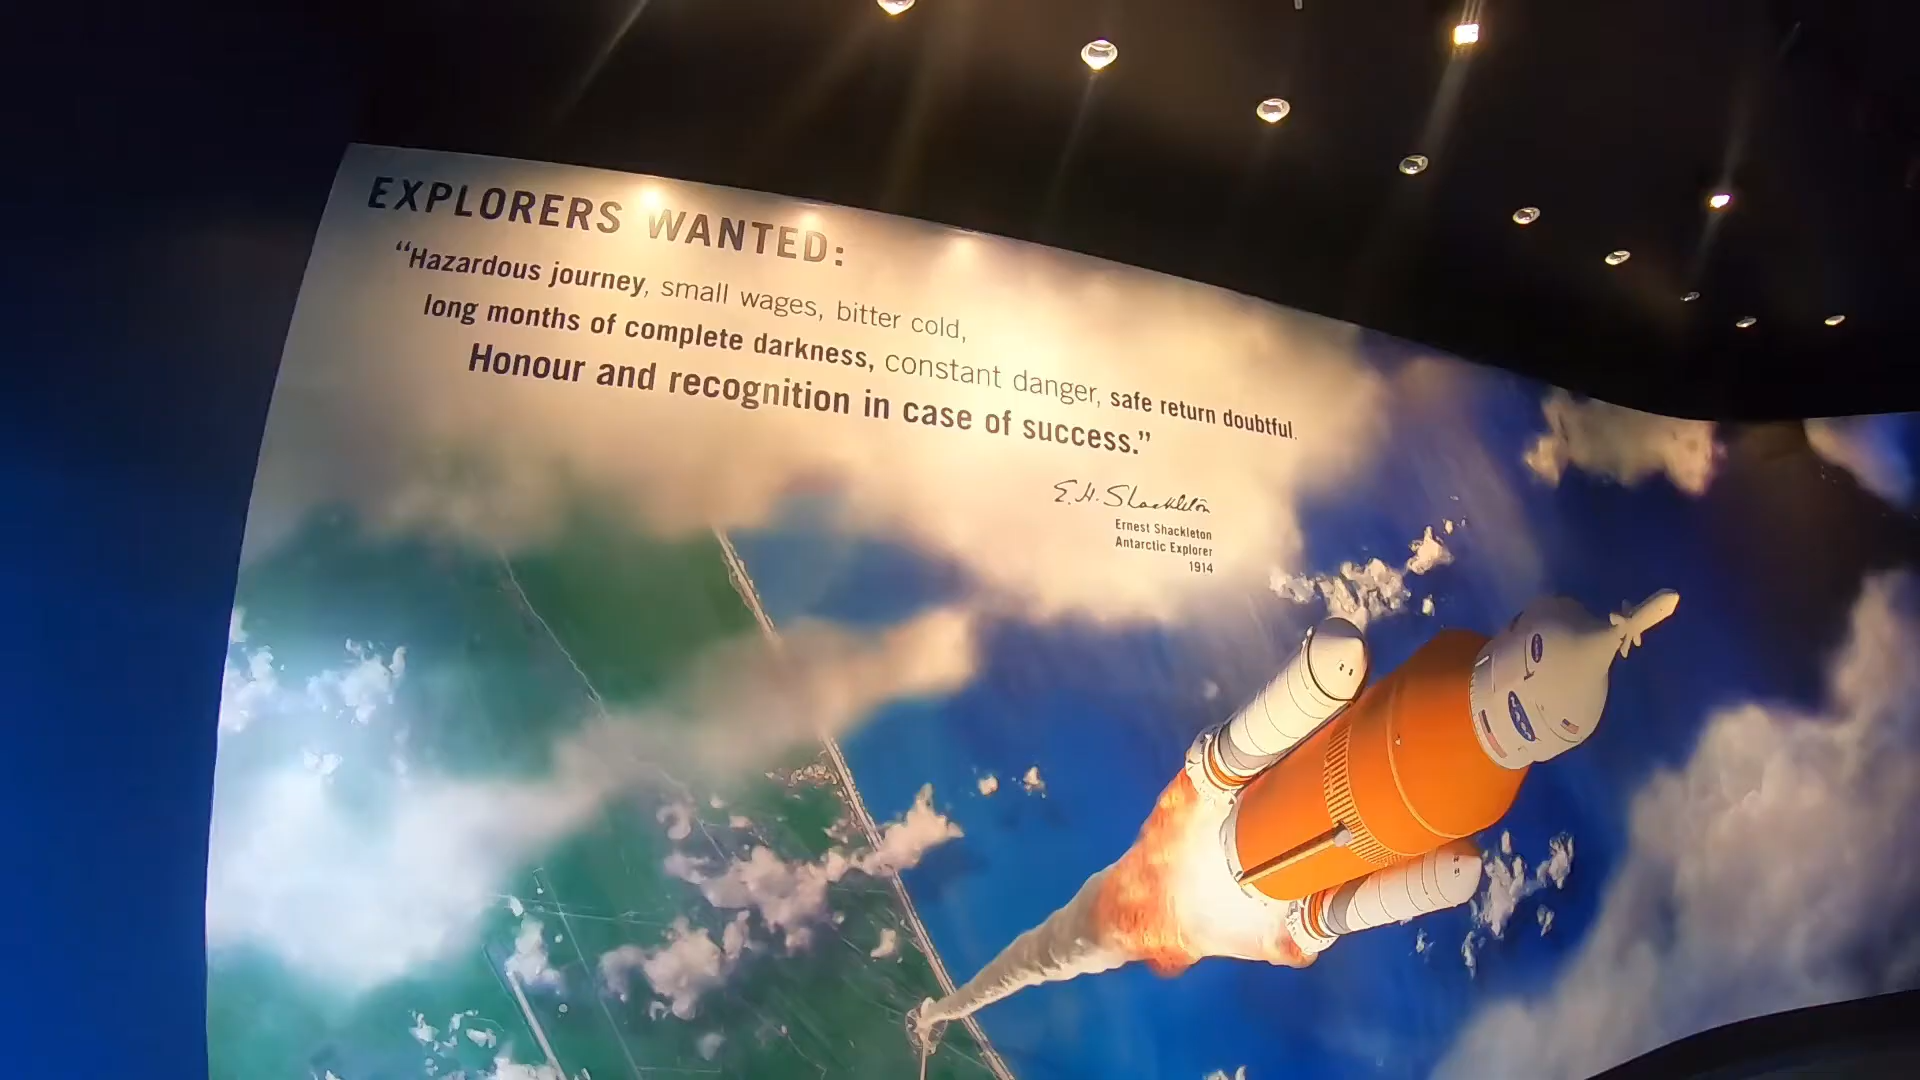 EXPLORERS WANTED:
“Hazardous journey, small wages, bitter cold,
long months of complete darkness, constant danger, safe return doubtful.
Honour and recognition in case of success.”
E.H. Shackleton
Ernest Shackleton
Antarctic Explorer
1914
NASA